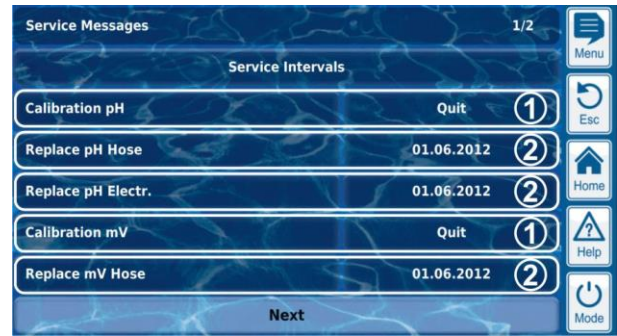 Service Messages 1/2
Service Intervals
Calibration pH Quit 1
Replace pH Hose 01.06.2012 2
Replace pH Electr. 01.06.2012 2
Calibration mV Quit 1
Replace mV Hose 01.06.2012 2
Next
Menu
Esc
Home
?
Help
Mode